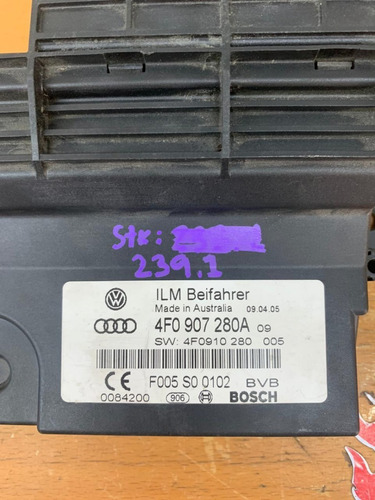 Stk:
239.1
ILM Beifahrer
Made in Australia 09.04.05
4F0 907 280A 09
SW: 4F0910 280 005
CE F005 S0 0102 BVB
0084200 906 BOSCH